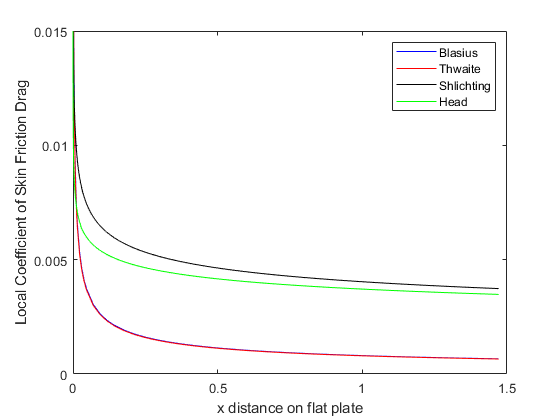 0.015
0.01
0.005
0
0
0.5
1
1.5
Local Coefficient of Skin Friction Drag
x distance on flat plate
Blasius
Thwaite
Shlichting
Head